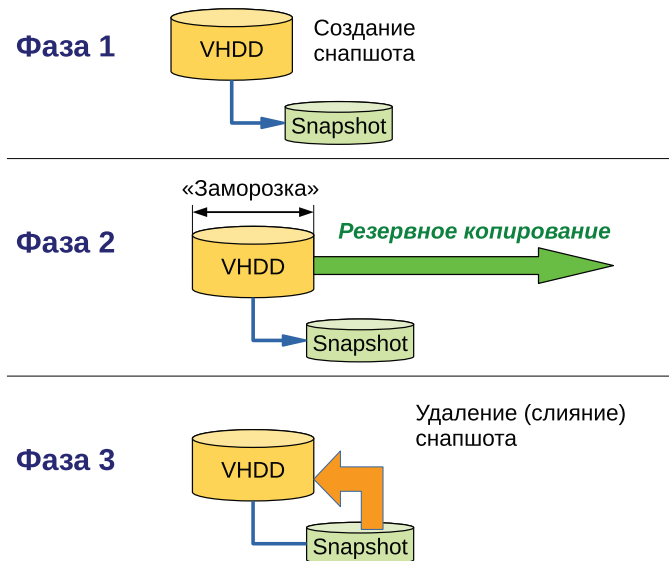 Фаза 1
VHDD
Создание
снапшота
Snapshot
«Заморозка»
Фаза 2
VHDD
Резервное копирование
Snapshot
Фаза 3
VHDD
Удаление (слияние)
снапшота
Snapshot